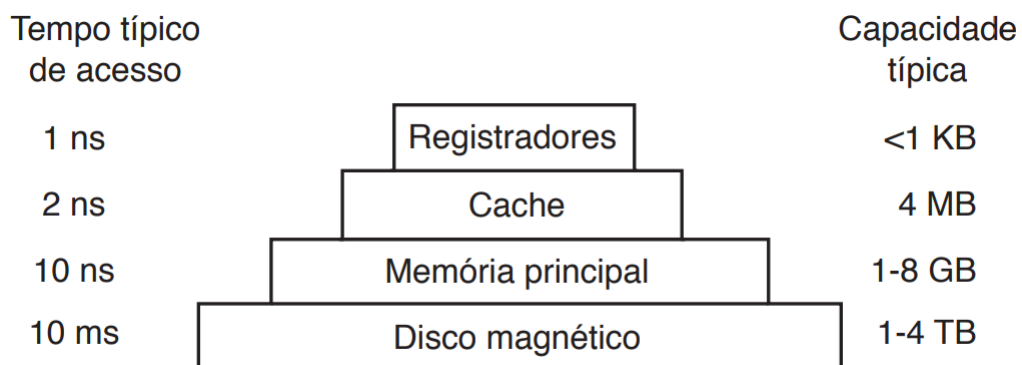 Tempo típico
de acesso
Capacidade
típica
1 ns
Registradores
<1 KB
2 ns
Cache
4 MB
10 ns
Memória principal
1-8 GB
10 ms
Disco magnético
1-4 TB